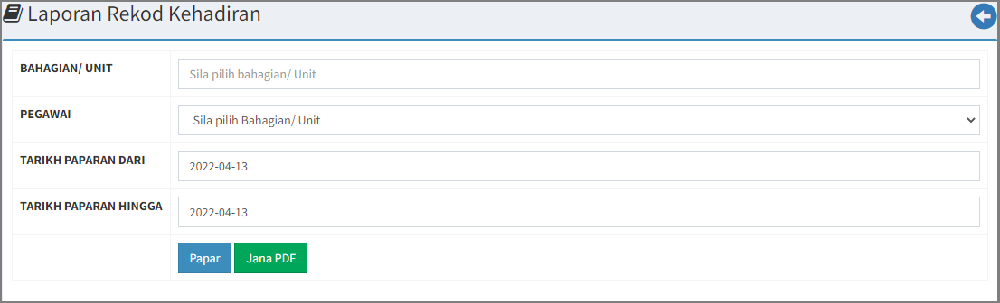 Laporan Rekod Kehadiran
BAHAGIAN/ UNIT
Sila pilih bahagian/ Unit
PEGAWAI
Sila pilih Bahagian/ Unit
TARIKH PAPARAN DARI
2022-04-13
TARIKH PAPARAN HINGGA
2022-04-13
Papar
Jana PDF